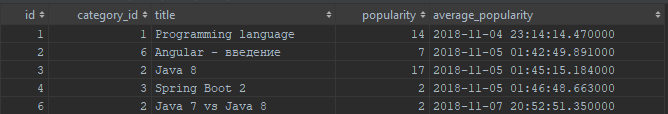 id category_id title popularity average_popularity
1 1 Programming language 14 2018-11-04 23:14:14.470000
2 6 Angular - введение 7 2018-11-05 01:42:49.891000
3 2 Java 8 17 2018-11-05 01:45:15.184000
4 3 Spring Boot 2 2 2018-11-05 01:46:48.663000
6 2 Java 7 vs Java 8 2 2018-11-07 20:52:51.350000